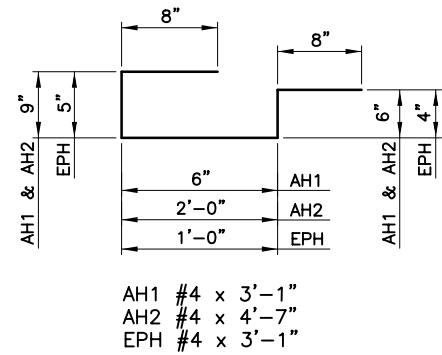 8"
8"
9"
5"
6"
4"
AH1 & AH2
EPH
AH1 & AH2
EPH
6" AH1
2'-0" AH2
1'-0" EPH
AH1 #4 x 3'-1"
AH2 #4 x 4'-7"
EPH #4 x 3'-1"